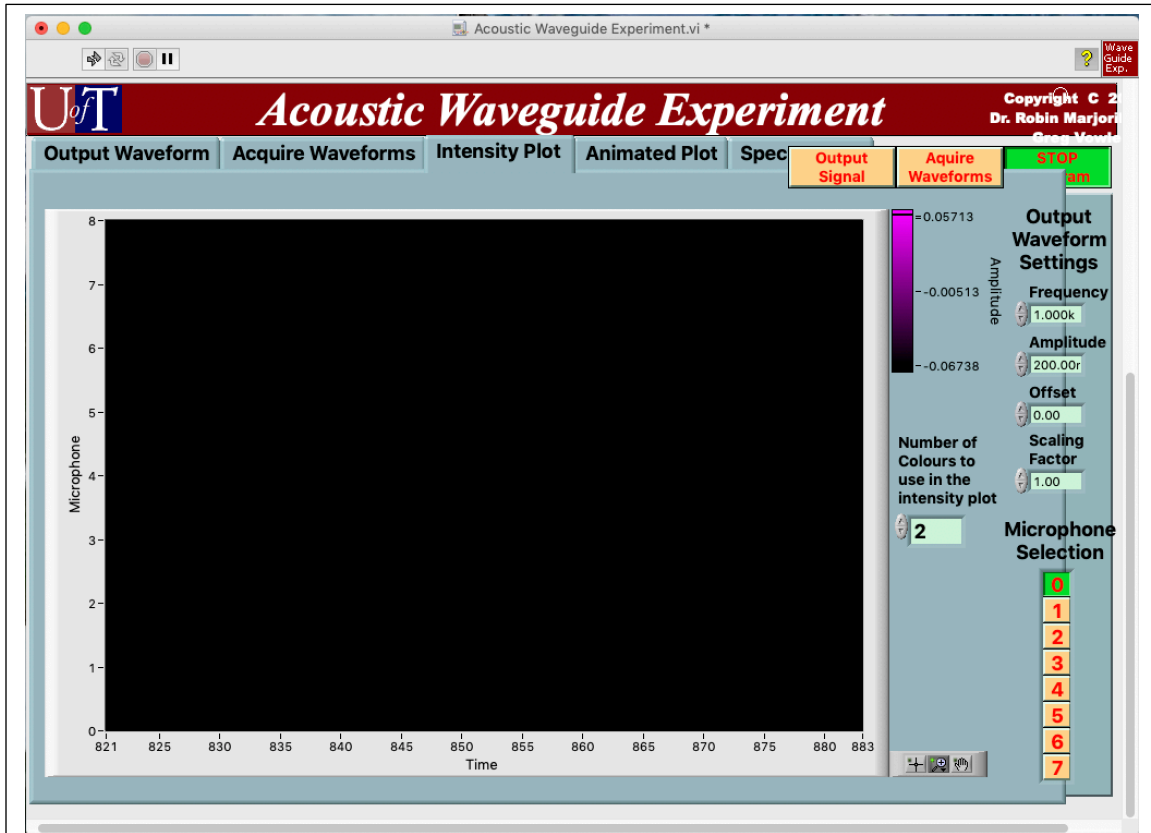 Acoustic Waveguide Experiment.vi *
Wave
Guide
Exp.
UofT
Acoustic Waveguide Experiment
Copyright C 2
Dr. Robin Marjori
Greg Vowle
Output Waveform
Acquire Waveforms
Intensity Plot
Animated Plot
Spec
Output
Signal
Aquire
Waveforms
STOP
am
8
7
6
5
4
3
2
1
0
Microphone
821 825 830 835 840 845 850 855 860 865 870 875 880 883
Time
0.05713
-0.00513
-0.06738
Amplitude
Number of
Colours to
use in the
intensity plot
2
Output
Waveform
Settings
Frequency
1.000k
Amplitude
200.00r
Offset
0.00
Scaling
Factor
1.00
Microphone
Selection
0
1
2
3
4
5
6
7